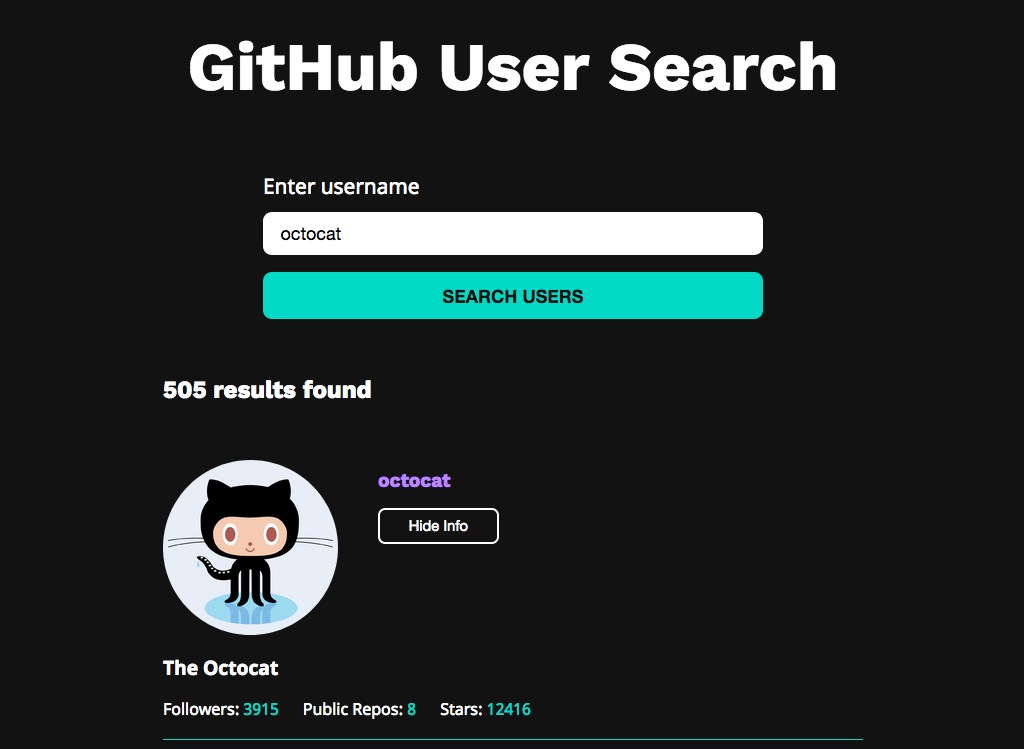 GitHub User Search
Enter username
octocat
SEARCH USERS
505 results found
octocat
Hide Info
The Octocat
Followers: 3915 Public Repos: 8 Stars: 12416